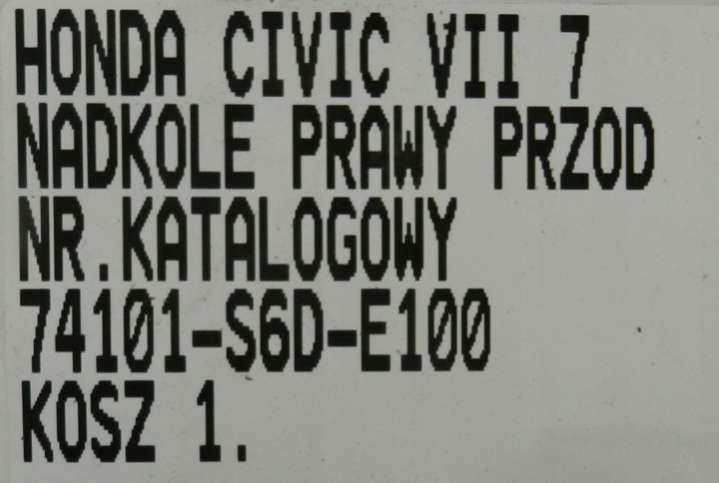 HONDA CIVIC VII 7
NADKOLE PRAWY PRZOD
NR.KATALOGOWY
74101-S6D-E100
KOSZ 1.